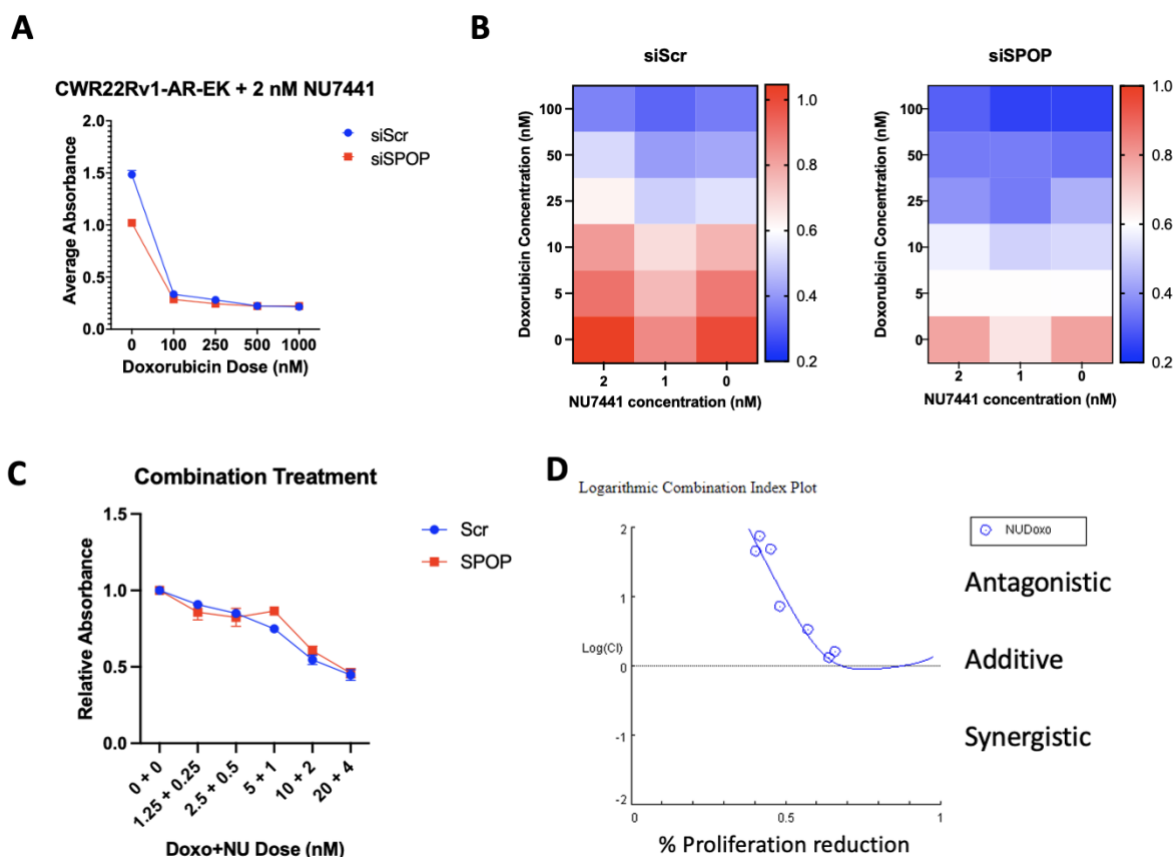 A
CWR22Rv1-AR-EK + 2 nM NU7441
2.0
1.5
1.0
0.5
0.0
Average Absorbance
0 100 250 500 1000
Doxorubicin Dose (nM)
siScr
siSPOP
B
siScr
Doxorubicin Concentration (nM)
100
50
25
10
5
0
2 1 0
NU7441 concentration (nM)
1.0
0.8
0.6
0.4
0.2
siSPOP
Doxorubicin Concentration (nM)
100
50
25
10
5
0
2 1 0
NU7441 concentration (nM)
1.0
0.8
0.6
0.4
0.2
C
Combination Treatment
1.5
1.0
0.5
0.0
Relative Absorbance
0 + 0
1.25 + 0.25
2.5 + 0.5
5 + 1
10 + 2
20 + 4
Doxo+NU Dose (nM)
Scr
SPOP
D
Logarithmic Combination Index Plot
2
1
Log(CI)
0
-1
-2
0 0.5 1
% Proliferation reduction
NUDoxo
Antagonistic
Additive
Synergistic